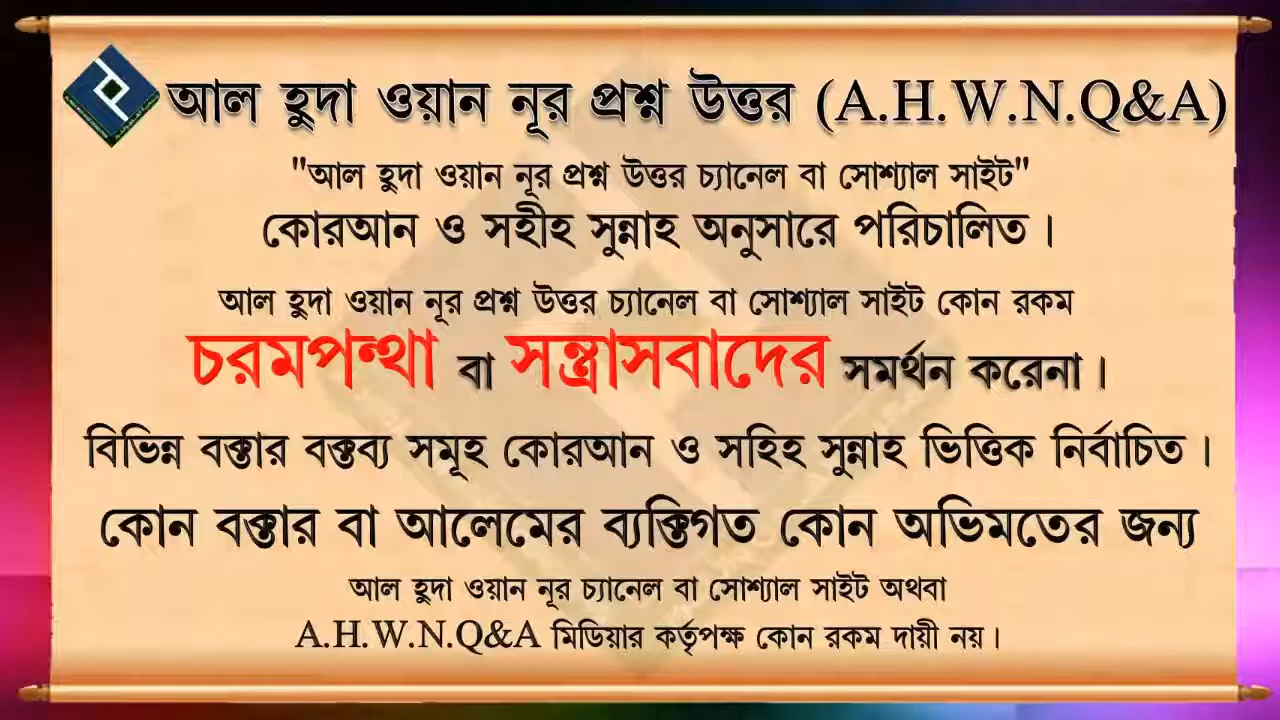 আল হুদা ওয়ান নূর প্রশ্ন উত্তর (A.H.W.N.Q&A)
"আল হুদা ওয়ান নূর প্রশ্ন উত্তর চ্যানেল বা সোশ্যাল সাইট"
কোরআন ও সহীহ সুন্নাহ অনুসারে পরিচালিত।
আল হুদা ওয়ান নূর প্রশ্ন উত্তর চ্যানেল বা সোশ্যাল সাইট কোন রকম
চরমপন্থা বা সন্ত্রাসবাদের সমর্থন করেনা।
বিভিন্ন বক্তার বক্তব্য সমূহ কোরআন ও সহিহ সুন্নাহ ভিত্তিক নির্বাচিত।
কোন বক্তার বা আলেমের ব্যক্তিগত কোন অভিমতের জন্য
আল হুদা ওয়ান নূর চ্যানেল বা সোশ্যাল সাইট অথবা
A.H.W.N.Q&A মিডিয়ার কর্তৃপক্ষ কোন রকম দায়ী নয়।